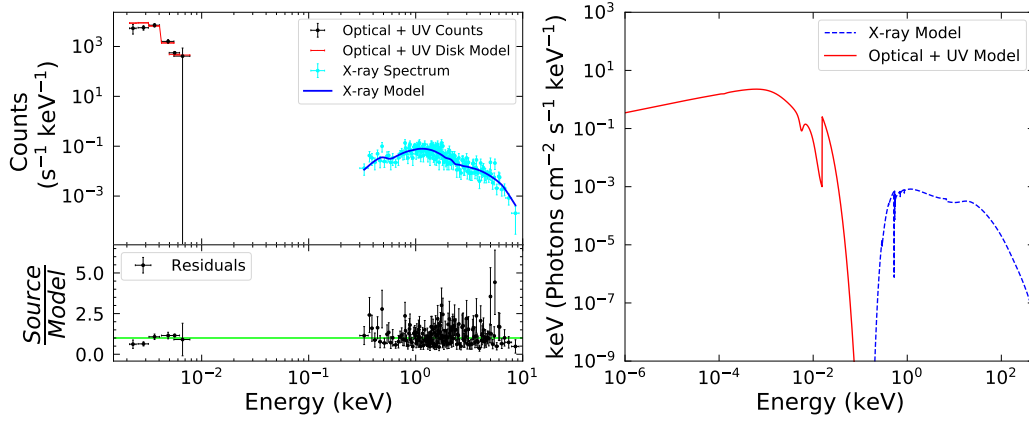 Counts
(s⁻¹ keV⁻¹)
10³
10¹
10⁻¹
10⁻³
Optical + UV Counts
Optical + UV Disk Model
X-ray Spectrum
X-ray Model
Source
Model
5.0
2.5
0.0
Residuals
10⁻² 10⁻¹ 10⁰ 10¹
Energy (keV)
keV (Photons cm⁻² s⁻¹ keV⁻¹)
10³
10¹
10⁻¹
10⁻³
10⁻⁵
10⁻⁷
10⁻⁹
X-ray Model
Optical + UV Model
10⁻⁶ 10⁻⁴ 10⁻² 10⁰ 10²
Energy (keV)